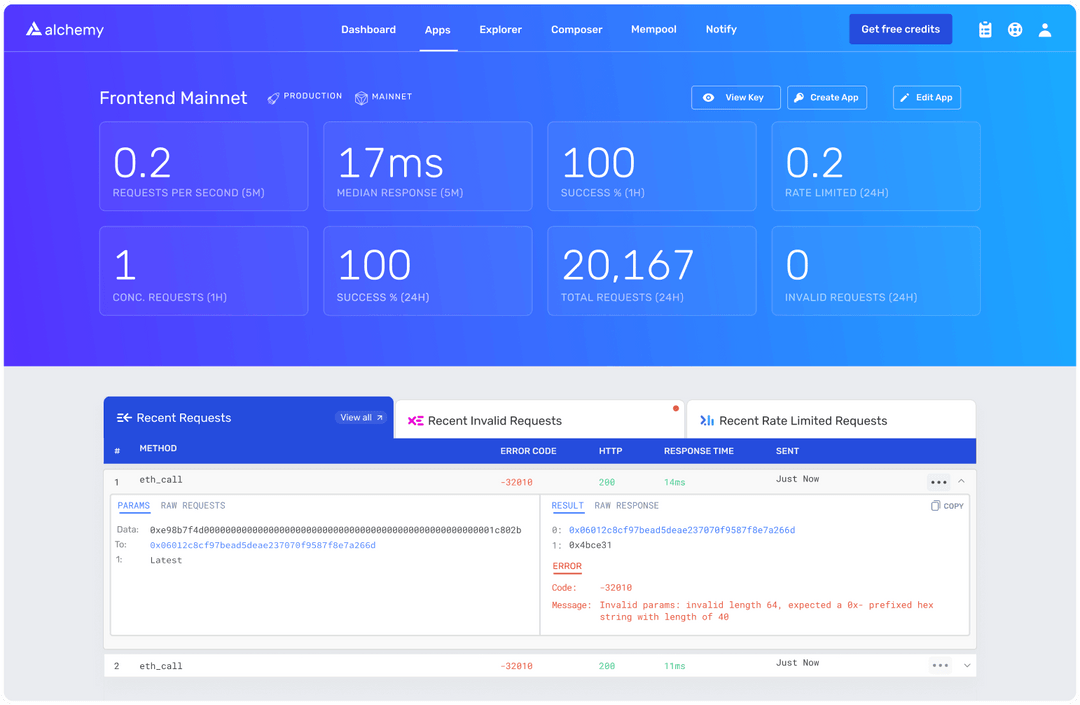 alchemy
Dashboard Apps Explorer Composer Mempool Notify
Get free credits
Frontend Mainnet PRODUCTION MAINNET
View Key Create App Edit App
0.2 17ms 100 0.2
REQUESTS PER SECOND (5M) MEDIAN RESPONSE (5M) SUCCESS % (1H) RATE LIMITED (24H)
1 100 20,167 0
CONC. REQUESTS (1H) SUCCESS % (24H) TOTAL REQUESTS (24H) INVALID REQUESTS (24H)
Recent Requests View all Recent Invalid Requests Recent Rate Limited Requests
# METHOD ERROR CODE HTTP RESPONSE TIME SENT
1 eth_call -32010 200 14ms Just Now
PARAMS RAW REQUESTS
Data: 0xe98b7f4d000000000000000000000000000000000000000000000000001c802b
To: 0x06012c8cf97bead5deae237070f9587f8e7a266d
1: Latest
RESULT RAW RESPONSE COPY
0: 0x06012c8cf97bead5deae237070f9587f8e7a266d
1: 0x4bce31
ERROR
Code: -32010
Message: Invalid params: invalid length 64, expected a 0x- prefixed hex
string with length of 40
2 eth_call -32010 200 11ms Just Now